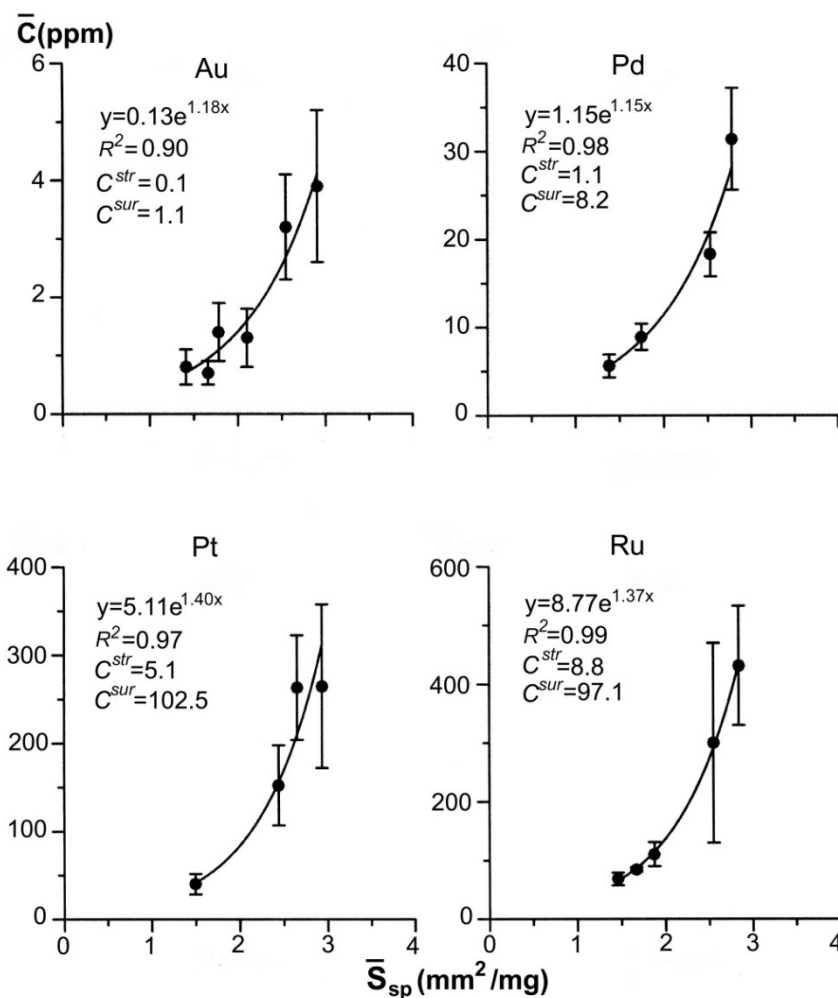 C̅(ppm)
Au
y=0.13e^1.18x
R²=0.90
C^str=0.1
C^sur=1.1
6
4
2
0
Pd
y=1.15e^1.15x
R²=0.98
C^str=1.1
C^sur=8.2
40
30
20
10
0
Pt
y=5.11e^1.40x
R²=0.97
C^str=5.1
C^sur=102.5
400
300
200
100
0
0 1 2 3 4
Ru
y=8.77e^1.37x
R²=0.99
C^str=8.8
C^sur=97.1
600
400
200
0
0 1 2 3 4
S̅sp (mm²/mg)